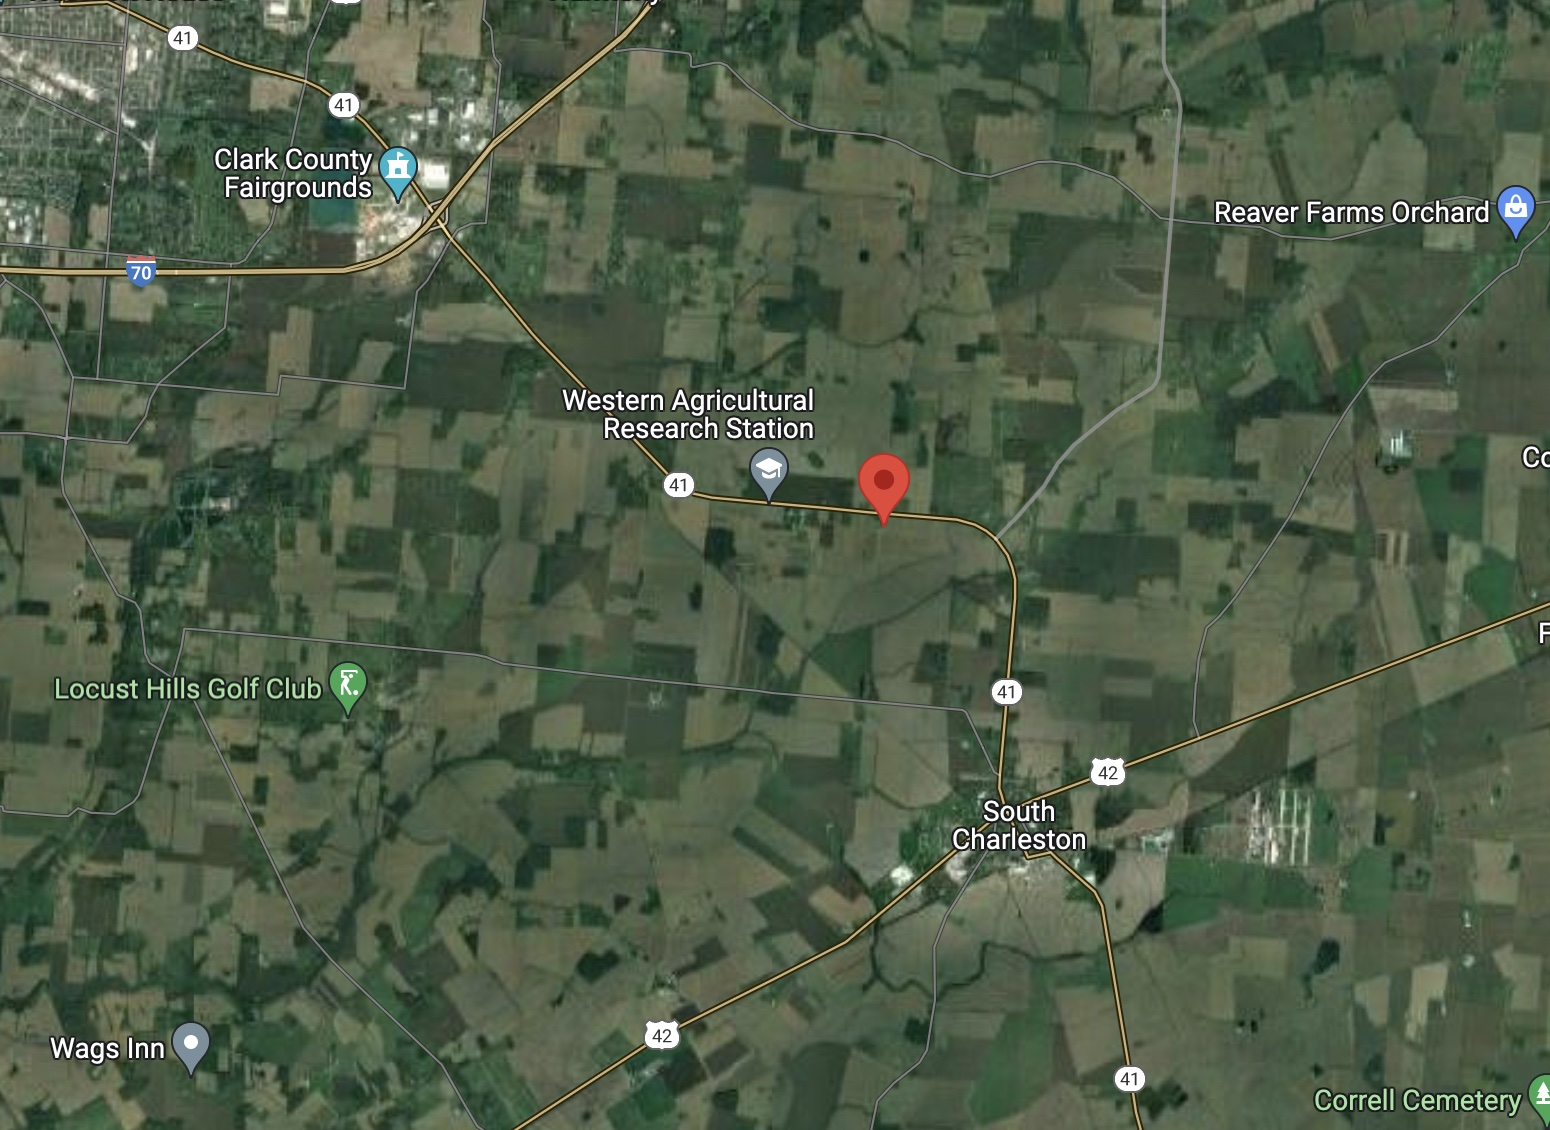 41
41
Clark County
Fairgrounds
Reaver Farms Orchard
70
Western Agricultural
Research Station
41
Locust Hills Golf Club
41
42
South
Charleston
42
Wags Inn
41
Correll Cemetery